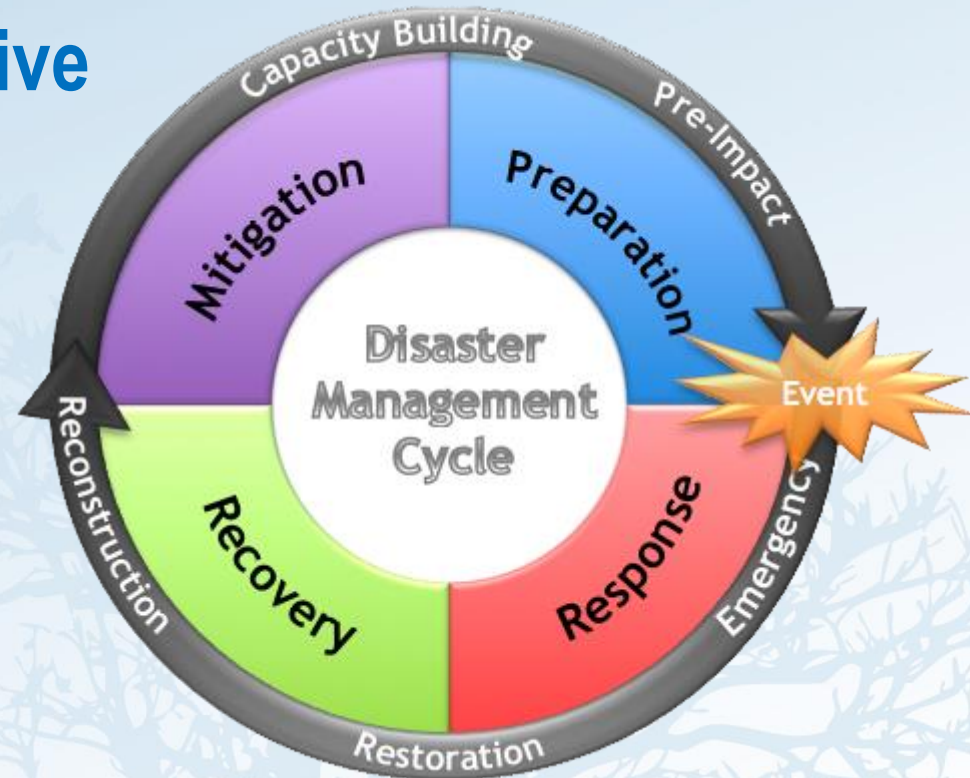 ive
Capacity Building
Pre-Impact
Mitigation
Preparation
Disaster
Management
Cycle
Event
Reconstruction
Recovery
Response
Emergency
Restoration